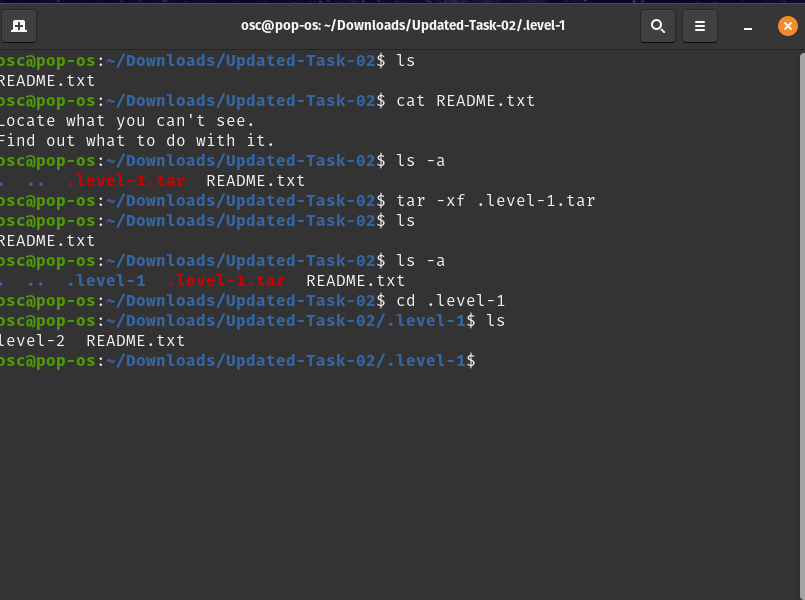 osc@pop-os: ~/Downloads/Updated-Task-02/.level-1
osc@pop-os:~/Downloads/Updated-Task-02$ ls
README.txt
osc@pop-os:~/Downloads/Updated-Task-02$ cat README.txt
Locate what you can't see.
Find out what to do with it.
osc@pop-os:~/Downloads/Updated-Task-02$ ls -a
.  ..  .level-1.tar  README.txt
osc@pop-os:~/Downloads/Updated-Task-02$ tar -xf .level-1.tar
osc@pop-os:~/Downloads/Updated-Task-02$ ls
README.txt
osc@pop-os:~/Downloads/Updated-Task-02$ ls -a
.  ..  .level-1  .level-1.tar  README.txt
osc@pop-os:~/Downloads/Updated-Task-02$ cd .level-1
osc@pop-os:~/Downloads/Updated-Task-02/.level-1$ ls
level-2  README.txt
osc@pop-os:~/Downloads/Updated-Task-02/.level-1$